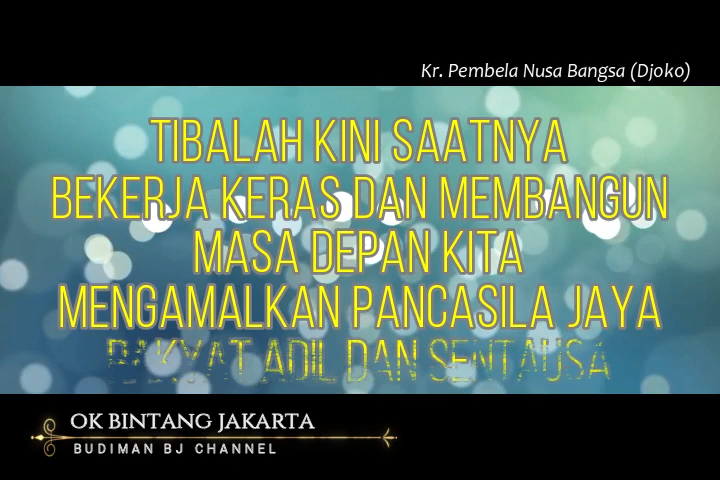 Kr. Pembela Nusa Bangsa (Djoko)
TIBALAH KINI SAATNYA
BEKERJA KERAS DAN MEMBANGUN
MASA DEPAN KITA
MENGAMALKAN PANCASILA JAYA
RAKYAT ADIL DAN SENTAUSA
OK BINTANG JAKARTA
BUDIMAN BJ CHANNEL